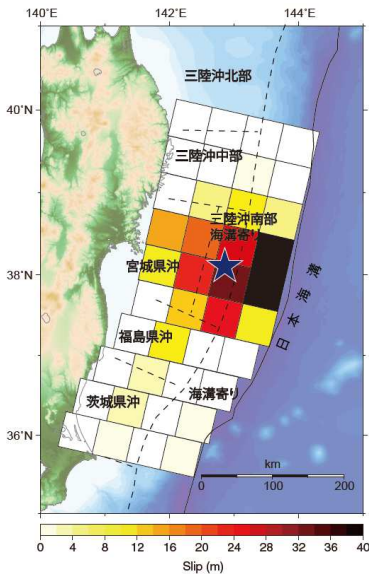 140°E
142°E
144°E
三陸沖北部
40°N
三陸沖中部
三陸沖南部
海溝寄り
宮城県沖
38°N
日本海溝
福島県沖
海溝寄り
茨城県沖
36°N
km
0
100
200
0 4 8 12 16 20 24 28 32 36 40
Slip (m)